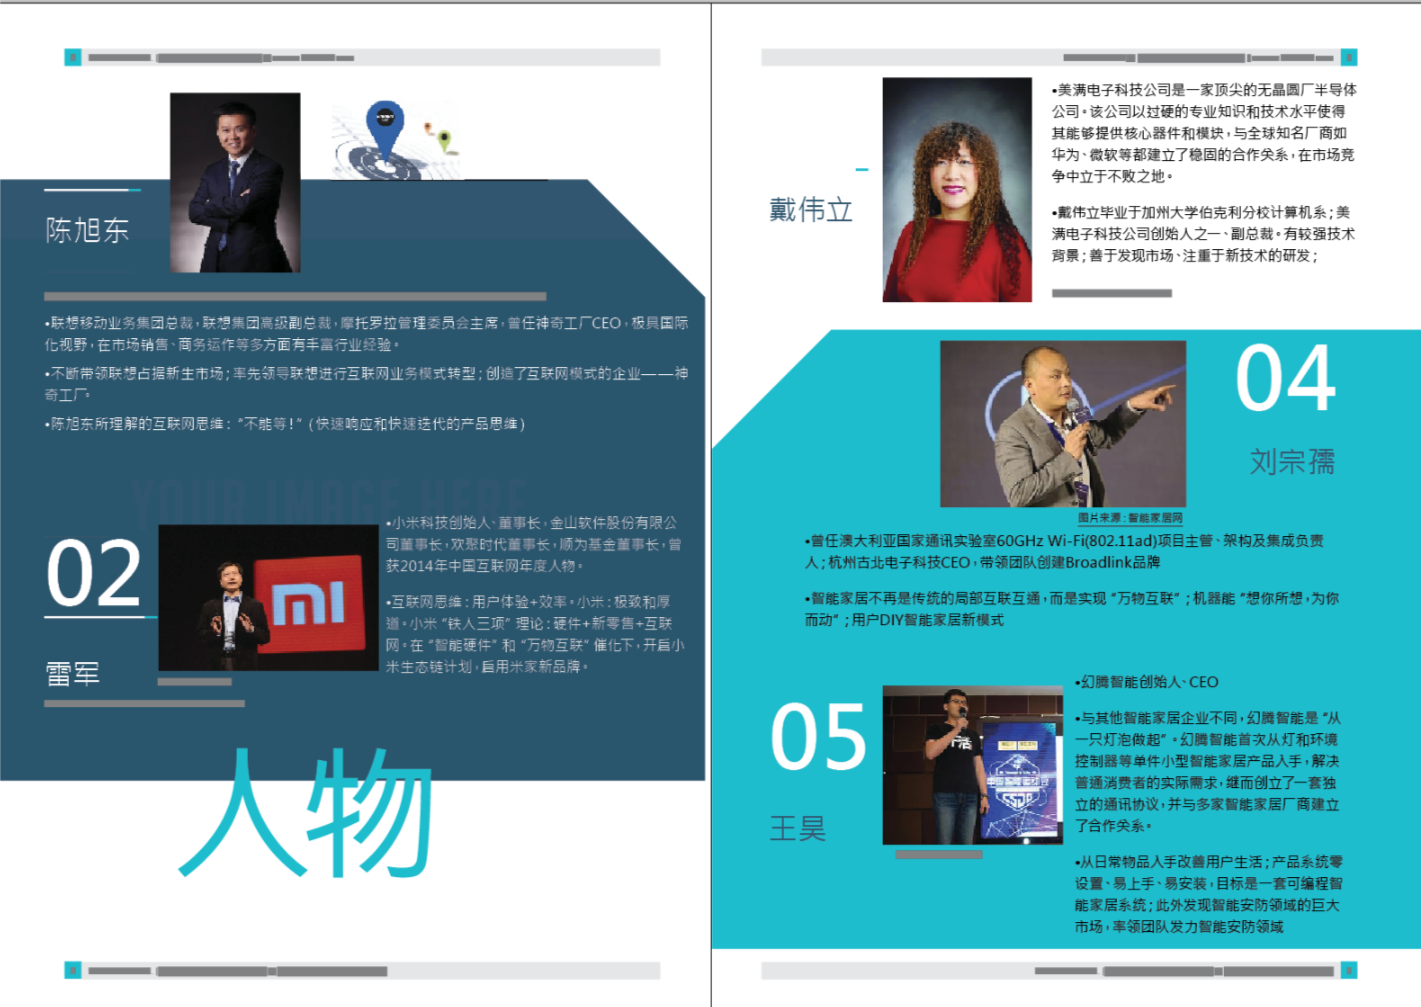 陈旭东
•联想移动业务集团总裁，联想集团高级副总裁，摩托罗拉管理委员会主席，曾任神奇工厂CEO，极具国际
化视野，在市场销售、商务运作等多方面有丰富行业经验。
•不断带领联想占据新生市场；率先领导联想进行互联网业务模式转型；创造了互联网模式的企业——神
奇工厂。
•陈旭东所理解的互联网思维：“不能等！”(快速响应和快速迭代的产品思维)
YOUR IMAGE HERE
02
雷军
mi
•小米科技创始人、董事长，金山软件股份有限公
司董事长，欢聚时代董事长，顺为基金董事长，曾
获2014年中国互联网年度人物。
•互联网思维：用户体验+效率。小米：极致和厚
道。小米“铁人三项”理论：硬件+新零售+互联
网。在“智能硬件”和“万物互联”催化下，开启小
米生态链计划，启用米家新品牌。
人物
戴伟立
•美满电子科技公司是一家顶尖的无晶圆厂半导体
公司。该公司以过硬的专业知识和技术水平使得
其能够提供核心器件和模块，与全球知名厂商如
华为、微软等都建立了稳固的合作关系，在市场竞
争中立于不败之地。
•戴伟立毕业于加州大学伯克利分校计算机系；美
满电子科技公司创始人之一、副总裁。有较强技术
背景；善于发现市场、注重于新技术的研发；
04
刘宗孺
图片来源：智能家居网
•曾任澳大利亚国家通讯实验室60GHz Wi-Fi(802.11ad)项目主管、架构及集成负责
人；杭州古北电子科技CEO，带领团队创建Broadlink品牌
•智能家居不再是传统的局部互联互通，而是实现“万物互联”；机器能“想你所想，为你
而动”；用户DIY智能家居新模式
05
王昊
•幻腾智能创始人、CEO
•与其他智能家居企业不同，幻腾智能是“从
一只灯泡做起”。幻腾智能首次从灯和环境
控制器等单件小型智能家居产品入手，解决
普通消费者的实际需求，继而创立了一套独
立的通讯协议，并与多家智能家居厂商建立
了合作关系。
•从日常物品入手改善用户生活；产品系统零
设置、易上手、易安装，目标是一套可编程智
能家居系统；此外发现智能安防领域的巨大
市场，率领团队发力智能安防领域